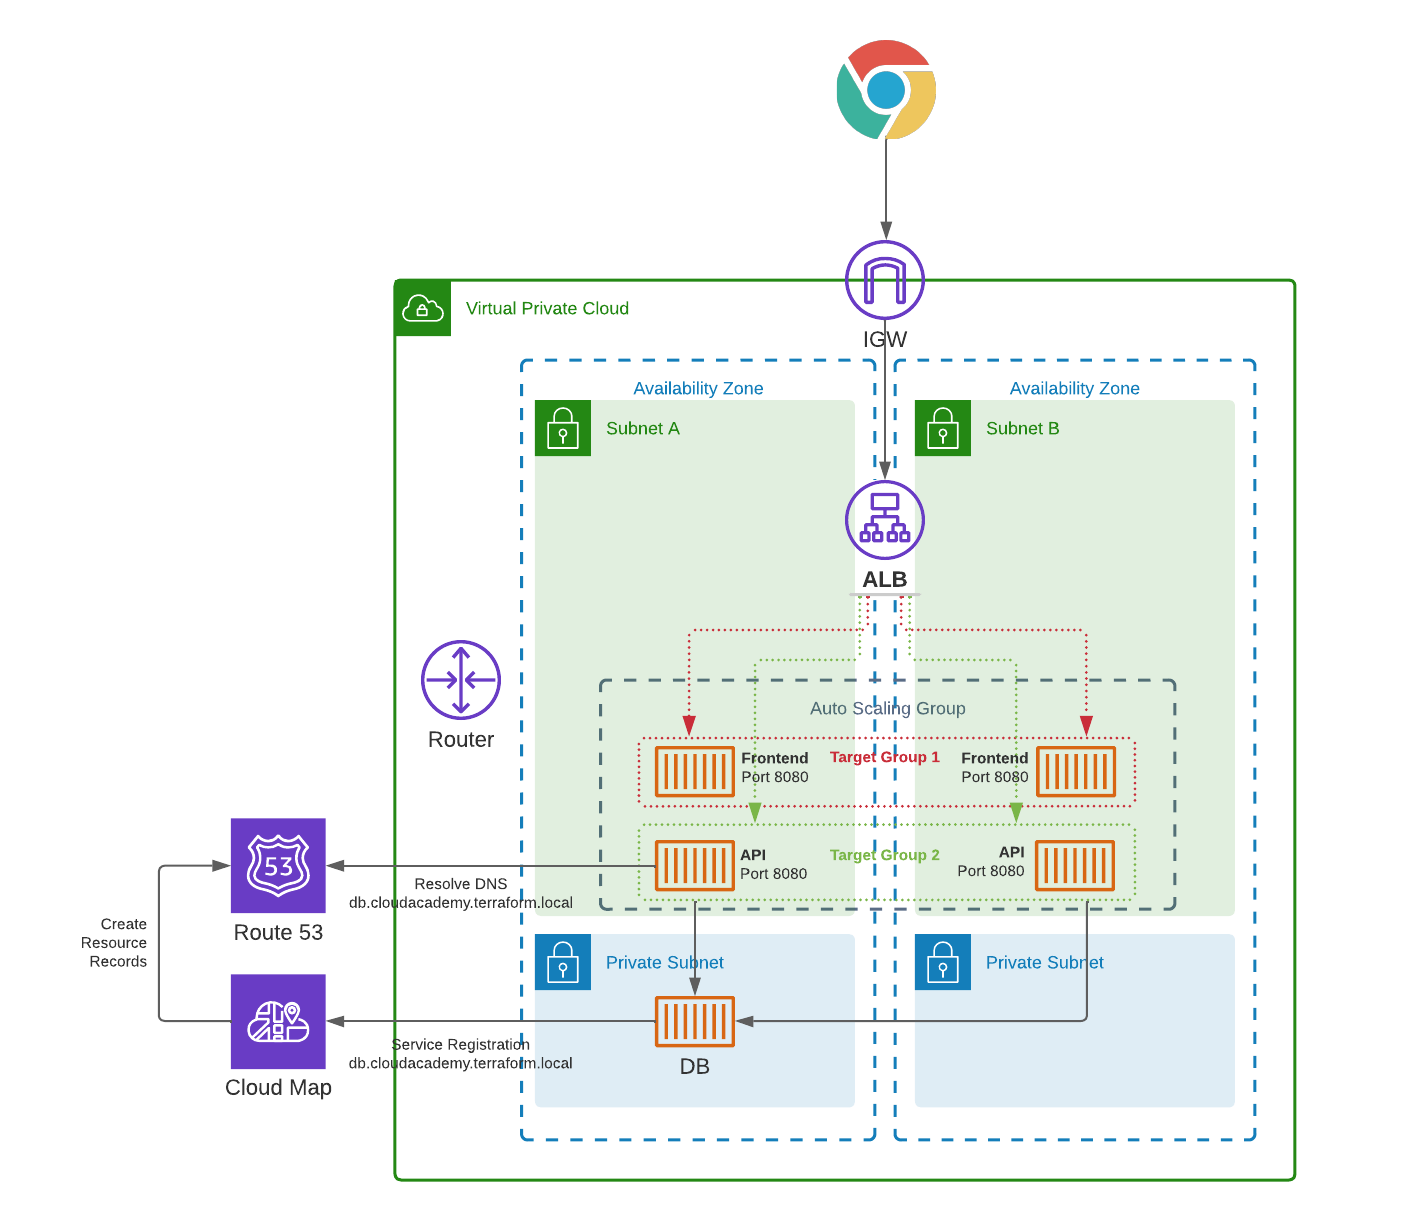 Virtual Private Cloud
IGW
Availability Zone
Availability Zone
Subnet A
Subnet B
ALB
Router
Auto Scaling Group
Frontend
Port 8080
Target Group 1
Frontend
Port 8080
API
Port 8080
Target Group 2
API
Port 8080
53
Route 53
Resolve DNS
db.cloudacademy.terraform.local
Create
Resource
Records
Private Subnet
Private Subnet
Cloud Map
Service Registration
db.cloudacademy.terraform.local
DB